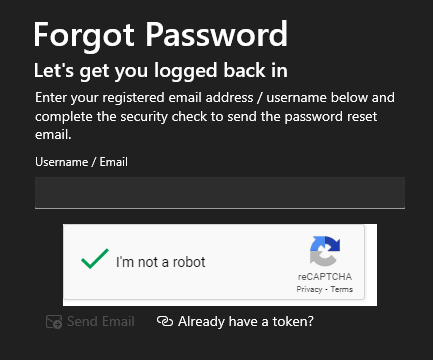 Forgot Password
Let's get you logged back in
Enter your registered email address / username below and
complete the security check to send the password reset
email.
Username / Email
I'm not a robot
reCAPTCHA
Privacy - Terms
Send Email
Already have a token?